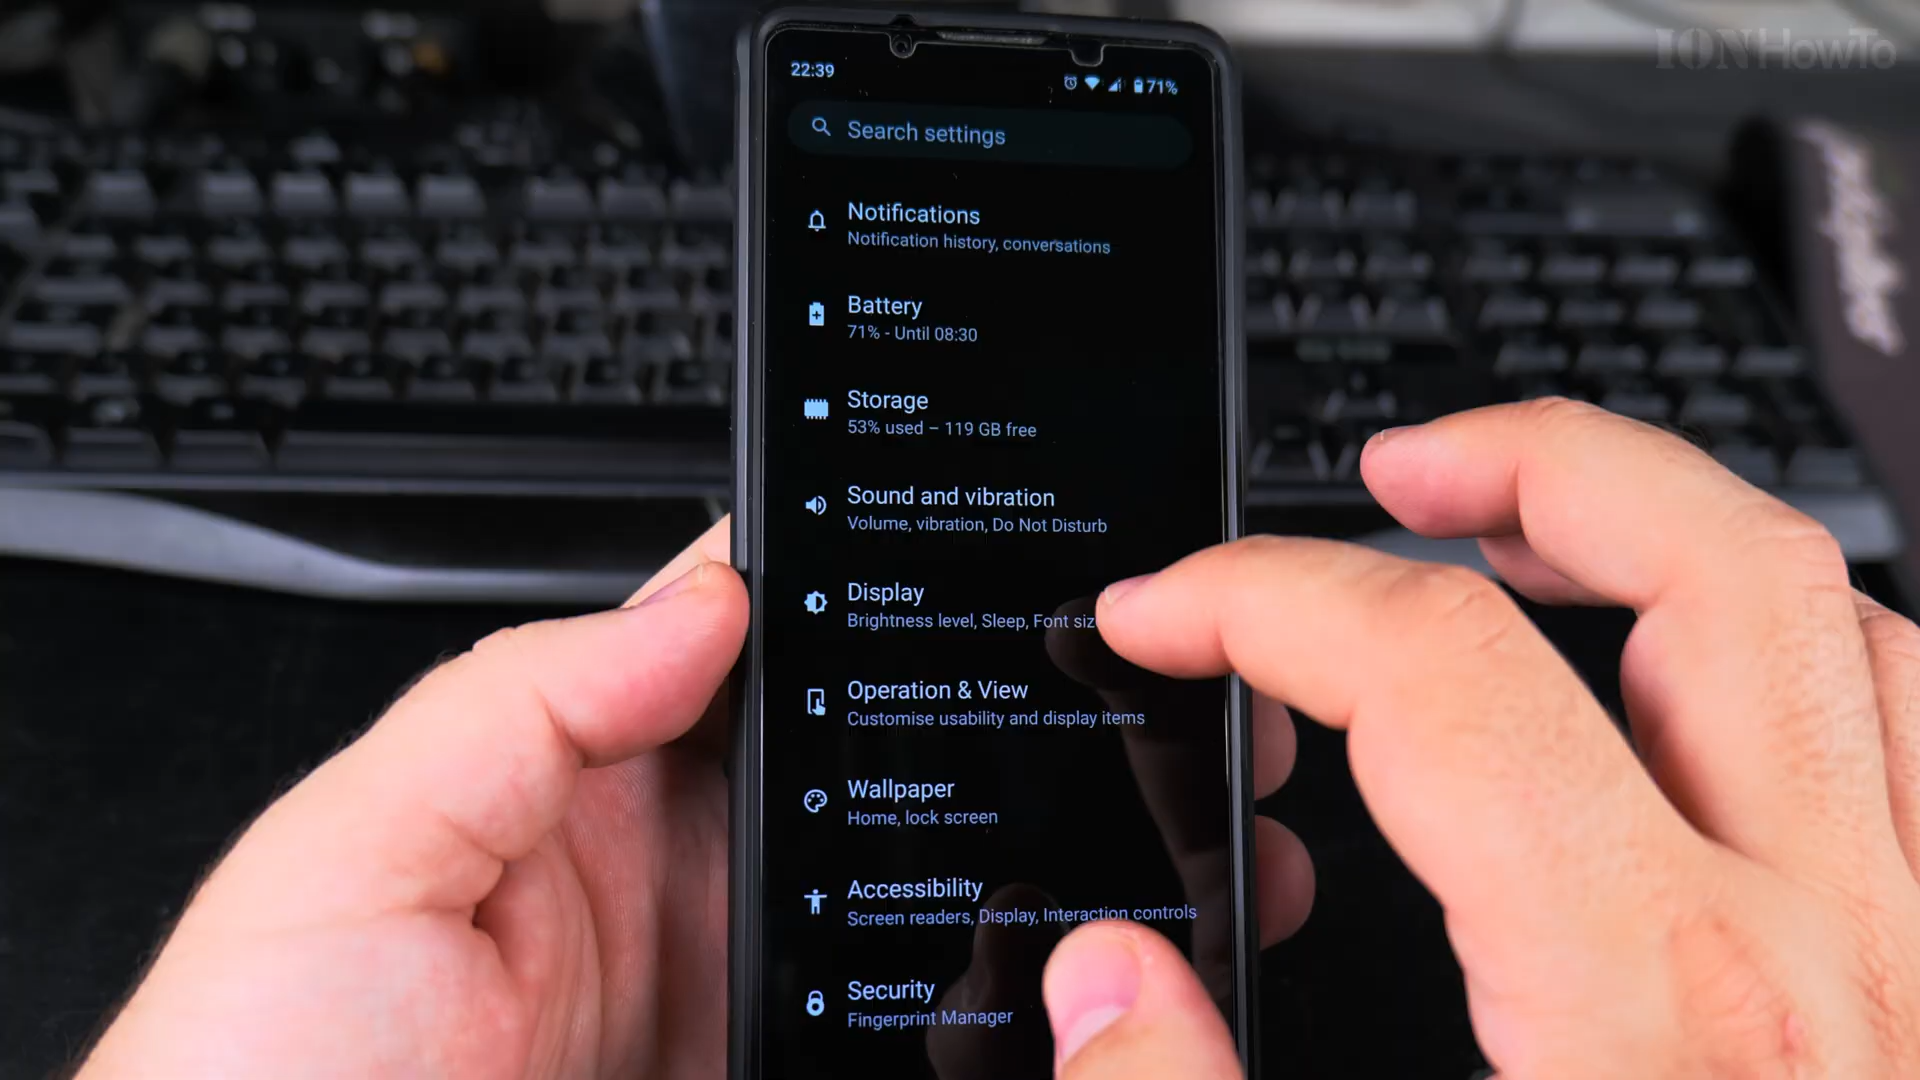 IONHowTo
22:39
71%
Search settings
Notifications
Notification history, conversations
Battery
71% - Until 08:30
Storage
53% used – 119 GB free
Sound and vibration
Volume, vibration, Do Not Disturb
Display
Brightness level, Sleep, Font siz
Operation & View
Customise usability and display items
Wallpaper
Home, lock screen
Accessibility
Screen readers, Display, Interaction controls
Security
Fingerprint Manager